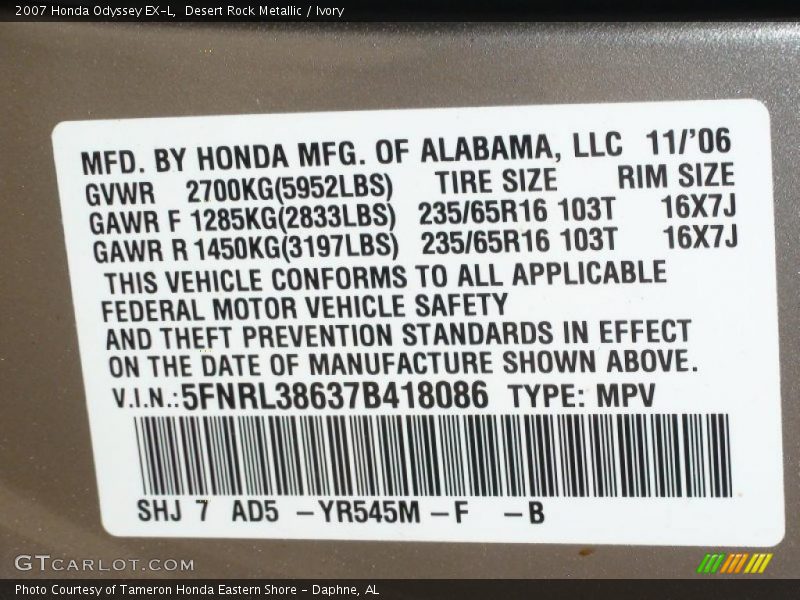 2007 Honda Odyssey EX-L, Desert Rock Metallic / Ivory
MFD. BY HONDA MFG. OF ALABAMA, LLC 11/'06
GVWR 2700KG(5952LBS) TIRE SIZE RIM SIZE
GAWR F 1285KG(2833LBS) 235/65R16 103T 16X7J
GAWR R 1450KG(3197LBS) 235/65R16 103T 16X7J
THIS VEHICLE CONFORMS TO ALL APPLICABLE
FEDERAL MOTOR VEHICLE SAFETY
AND THEFT PREVENTION STANDARDS IN EFFECT
ON THE DATE OF MANUFACTURE SHOWN ABOVE.
V.I.N.:5FNRL38637B418086 TYPE: MPV
SHJ 7 AD5 -YR545M-F -B
GTCARLOT.COM
Photo Courtesy of Tameron Honda Eastern Shore - Daphne, AL